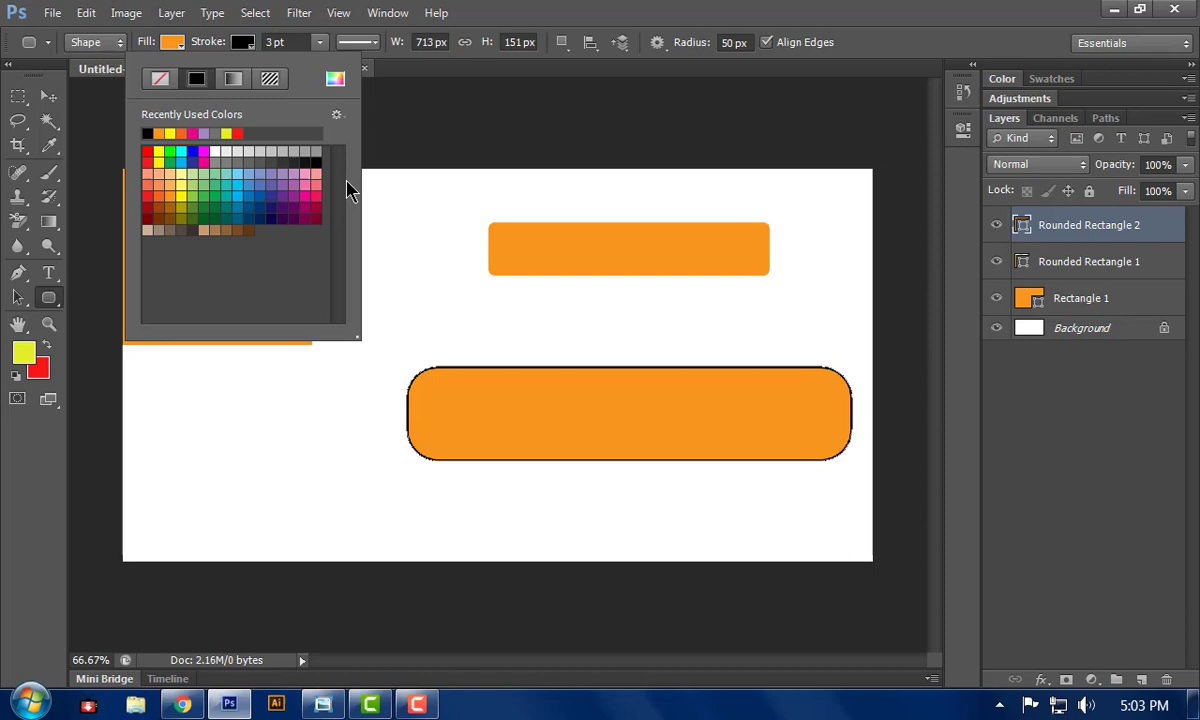 Ps File Edit Image Layer Type Select Filter View Window Help
Shape Fill: Stroke: 3 pt W: 713 px H: 151 px Radius: 50 px Align Edges Essentials
Untitled-
Color Swatches
Adjustments
Recently Used Colors
Layers Channels Paths
Kind
Normal Opacity: 100%
Lock: Fill: 100%
Rounded Rectangle 2
Rounded Rectangle 1
Rectangle 1
Background
66.67% Doc: 2.16M/0 bytes
Mini Bridge Timeline
Ps Ai 5:03 PM